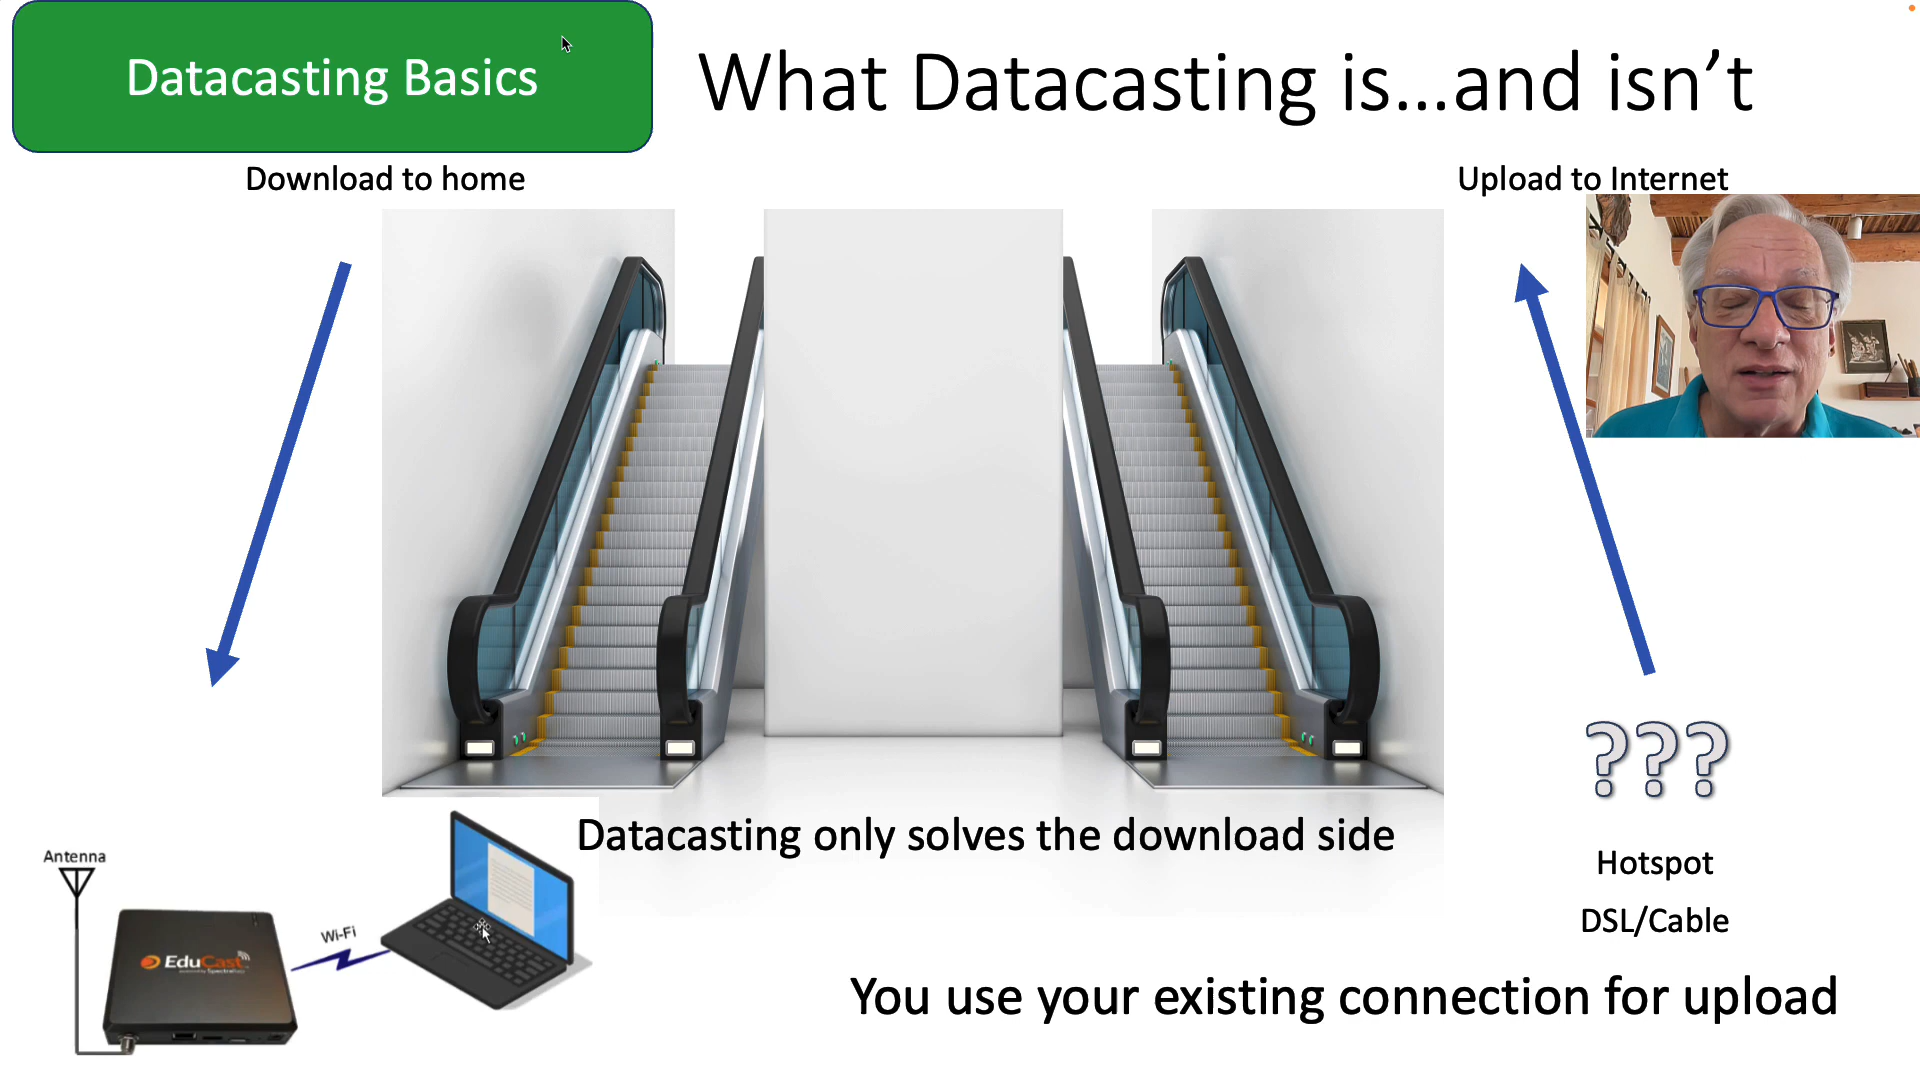 Datacasting Basics
What Datacasting is...and isn’t
Download to home
Upload to Internet
???
Datacasting only solves the download side
Hotspot
DSL/Cable
Antenna
Wi-Fi
EduCast
You use your existing connection for upload